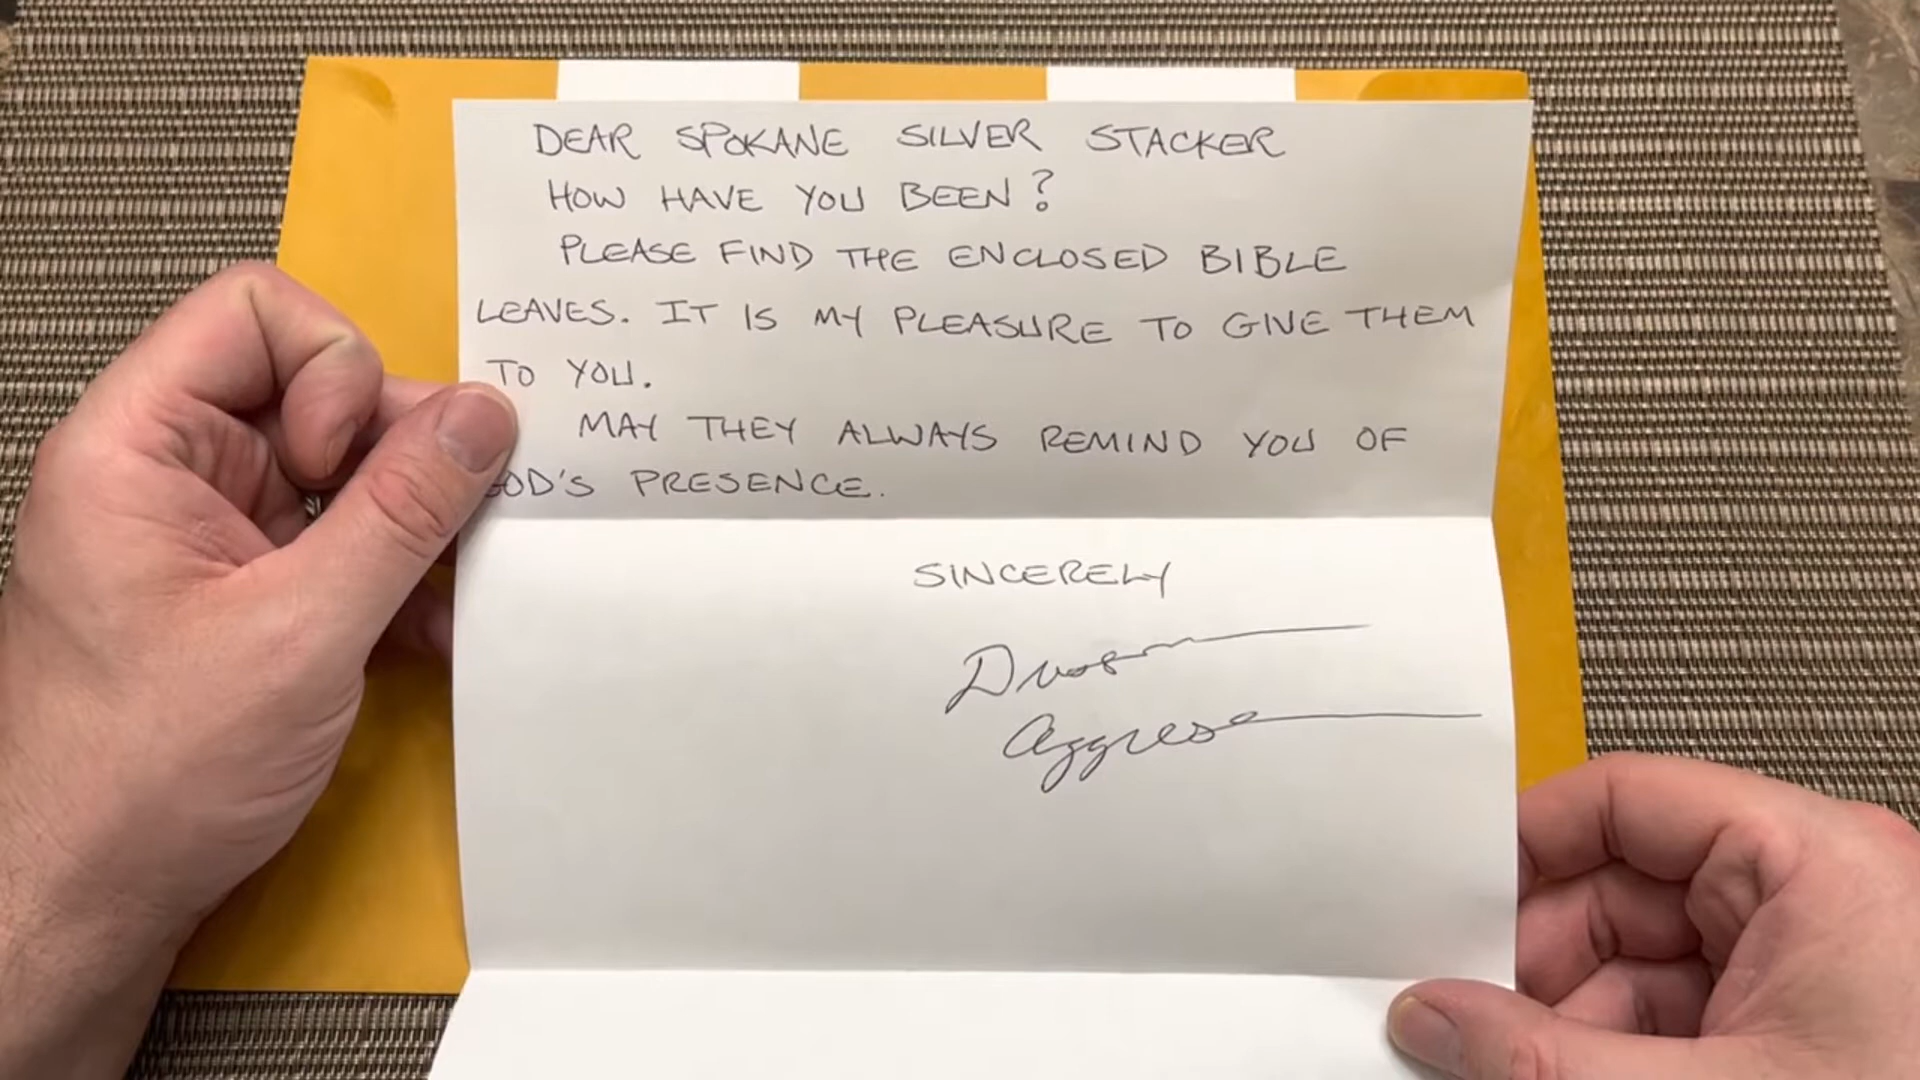 DEAR SPOKANE SILVER STACKER
HOW HAVE YOU BEEN?
PLEASE FIND THE ENCLOSED BIBLE
LEAVES. IT IS MY PLEASURE TO GIVE THEM
TO YOU.
MAY THEY ALWAYS REMIND YOU OF
GOD'S PRESENCE.
SINCERELY